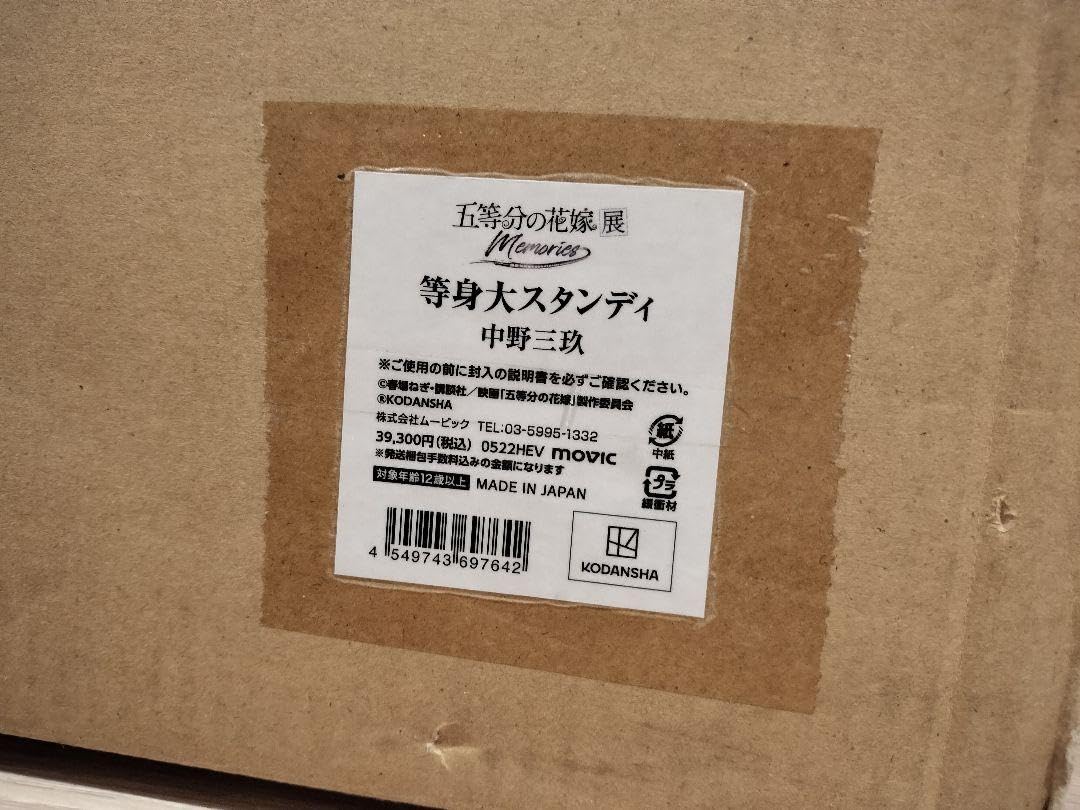 五等分の花嫁 展
Memories
等身大スタンディ
中野三玖
※ご使用の前に封入の説明書を必ずご確認ください。
©春場ねぎ・講談社／映画「五等分の花嫁」製作委員会
®KODANSHA
株式会社ムービック TEL:03-5995-1332
39,300円(税込) 0522HEV movic
※発送梱包手数料込みの金額になります
対象年齢12歳以上 MADE IN JAPAN
紙
中紙
プラ
緩衝材
4 549743 697642
KODANSHA